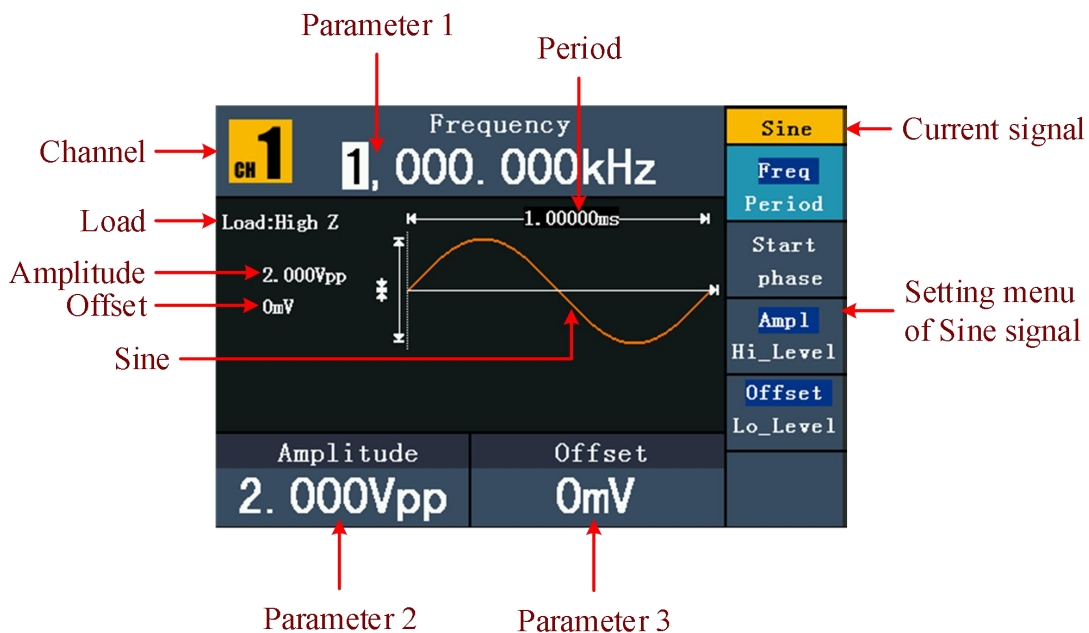 Parameter 1
Period
Channel
CH 1
Frequency
1, 000. 000kHz
Sine
Current signal
Freq
Period
Load
Load:High Z
1. 00000ms
Start
phase
Amplitude
2. 000Vpp
Offset
0mV
Setting menu
of Sine signal
Ampl
Hi_Level
Sine
Offset
Lo_Level
Amplitude
2. 000Vpp
Offset
0mV
Parameter 2
Parameter 3